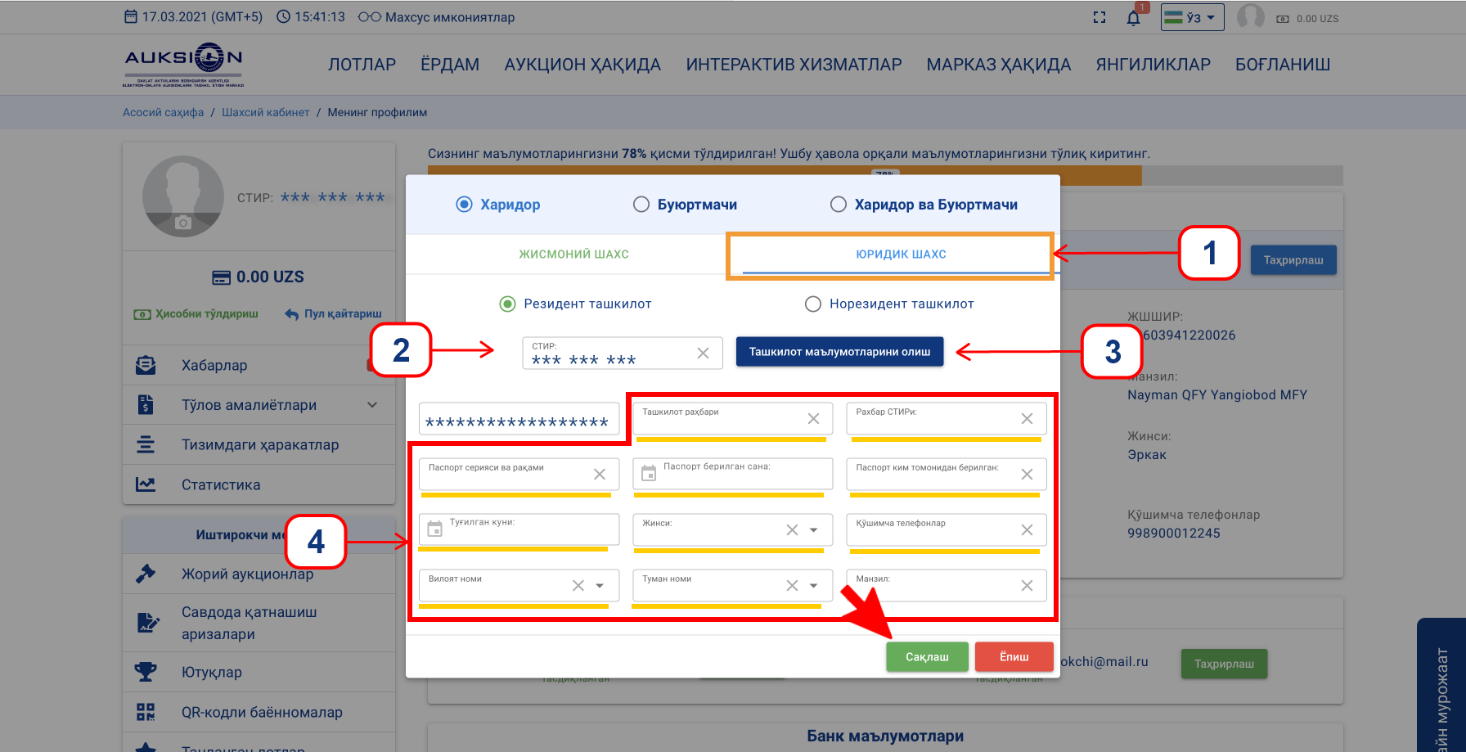 17.03.2021 (GMT+5) 15:41:13 Махсус имкониятлар
1
ЎЗ
0.00 UZS
AUKSION
ЛОТЛАР ЁРДАМ АУКЦИОН ҲАҚИДА ИНТЕРАКТИВ ХИЗМАТЛАР МАРКАЗ ҲАҚИДА ЯНГИЛИКЛАР БОҒЛАНИШ
Асосий саҳифа / Шахсий кабинет / Менинг профилим
СТИР: *** *** ***
0.00 UZS
Ҳисобни тўлдириш Пул қайтариш
Хабарлар
Тўлов амалиётлари
Тизимдаги ҳаракатлар
Статистика
Иштирокчи
Жорий аукционлар
Савдода қатнашиш
аризалари
Ютуқлар
QR-кодли баённомалар
Танланган лотлар
Сизнинг маълумотларингизни 78% қисми тўлдирилган! Ушбу ҳавола орқали маълумотларингизни тўлиқ киритинг.
78%
Харидор Буюртмачи Харидор ва Буюртмачи
ЖИСМОНИЙ ШАХС ЮРИДИК ШАХС
1
Резидент ташкилот Норезидент ташкилот
2
СТИР:
*** *** ***
Ташкилот маълумотларини олиш
3
******************
Ташкилот раҳбари
Раҳбар СТИРи:
Паспорт серияси ва рақами
Паспорт берилган сана:
Паспорт ким томонидан берилган:
4
Туғилган куни:
Жинси:
Қўшимча телефонлар
Вилоят номи
Туман номи
Манзил:
Сақлаш Ёпиш
Таҳрирлаш
ЖШШИР:
603941220026
Манзил:
Nayman QFY Yangiobod MFY
Жинси:
Эркак
Қўшимча телефонлар
998900012245
okchi@mail.ru
Таҳрирлаш
Банк маълумотлари